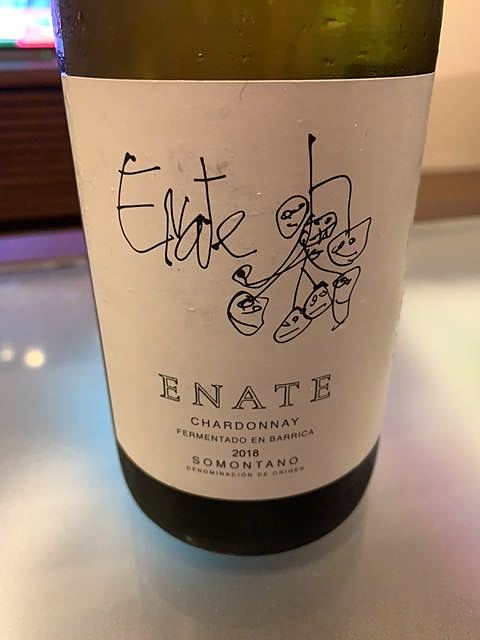 Enate
ENATE
CHARDONNAY
FERMENTADO EN BARRICA
2018
SOMONTANO
DENOMINACIÓN DE ORIGEN